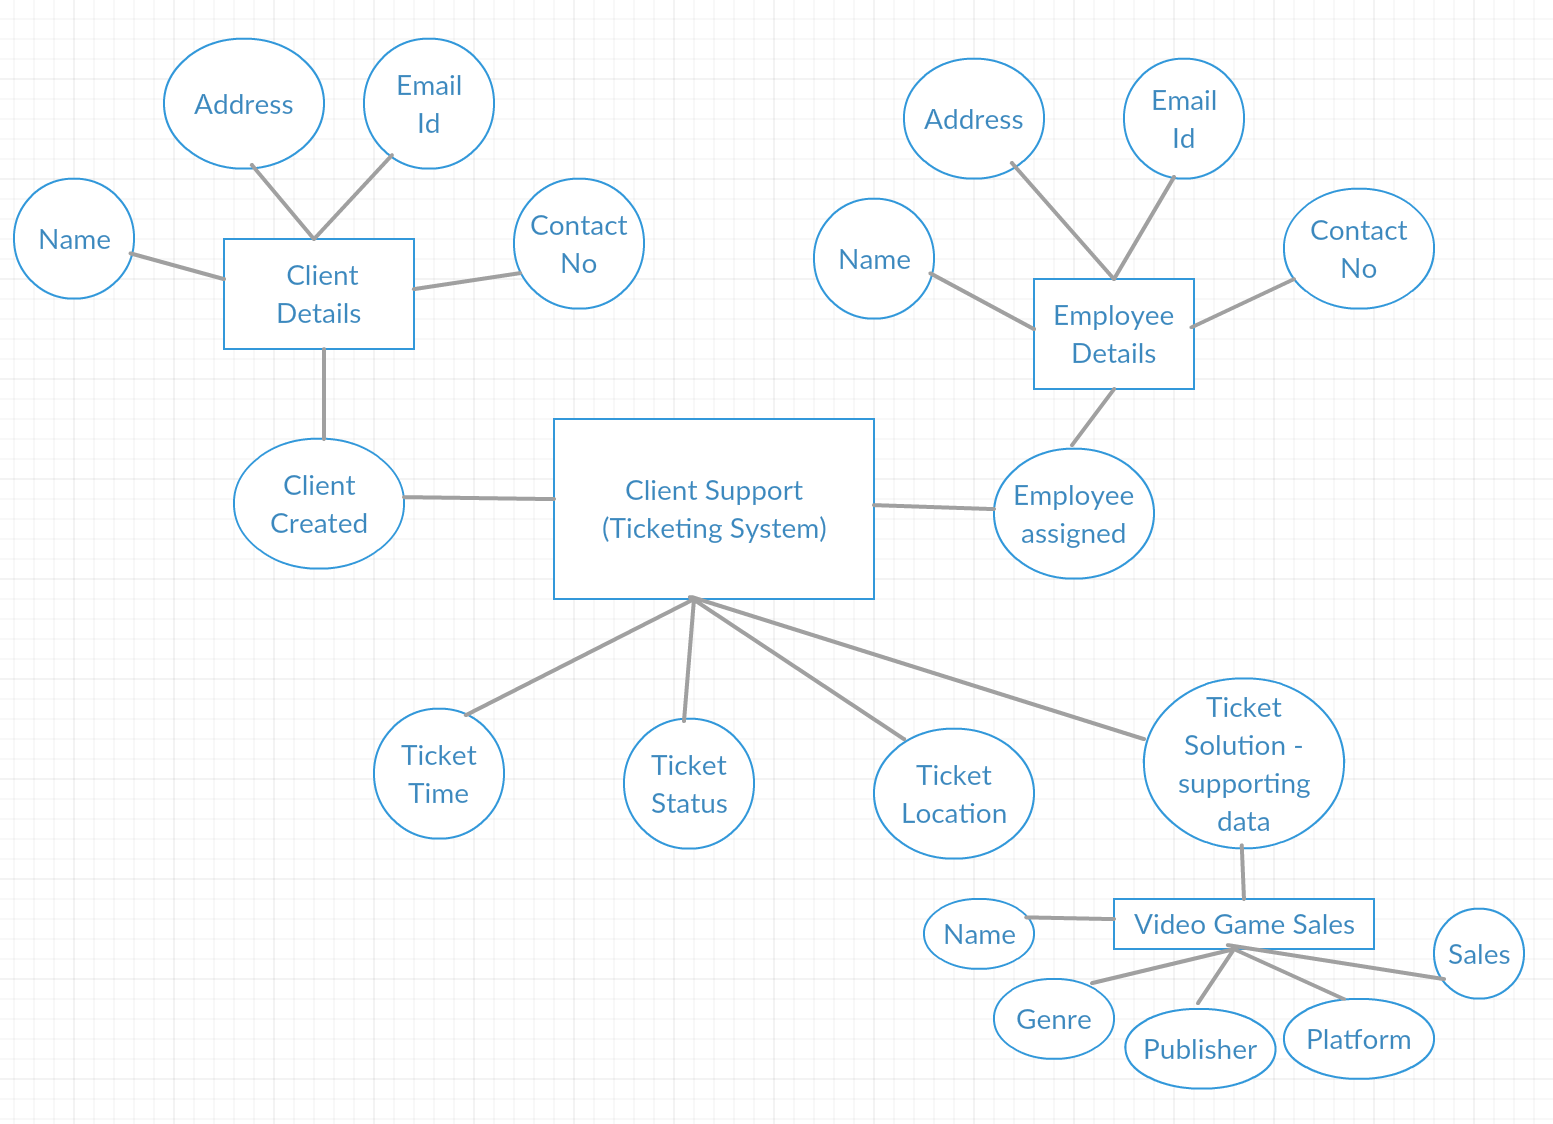 Address
Email
Id
Name
Contact
No
Client
Details
Address
Email
Id
Name
Contact
No
Employee
Details
Client
Created
Client Support
(Ticketing System)
Employee
assigned
Ticket
Time
Ticket
Status
Ticket
Location
Ticket
Solution -
supporting
data
Name
Video Game Sales
Sales
Genre
Publisher
Platform